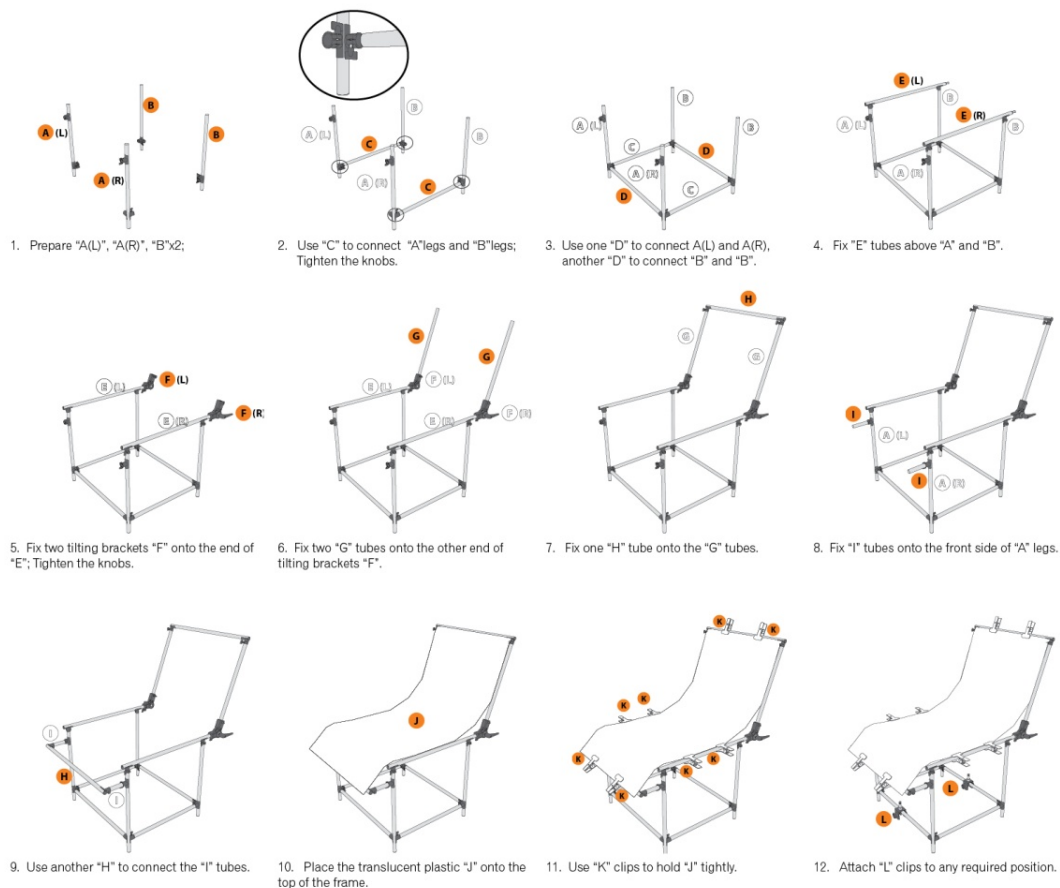 A (L)
B
B
A (R)
1. Prepare “A(L)”, “A(R)”, “B”x2;
B
A (L)
B
C
A (R)
C
2. Use “C” to connect “A”legs and “B”legs;
Tighten the knobs.
B
A (L)
B
C
D
A (R)
D
C
3. Use one “D” to connect A(L) and A(R),
another “D” to connect “B” and “B”.
E (L)
B
E (R)
A (L)
B
A (R)
4. Fix ”E” tubes above “A” and “B”.
E (L)
F (L)
E (R)
F (R)
5. Fix two tilting brackets “F” onto the end of
“E”; Tighten the knobs.
G
G
E (L)
F (L)
E (R)
F (R)
6. Fix two “G” tubes onto the other end of
tilting brackets “F”.
H
G
G
7. Fix one “H” tube onto the “G” tubes.
I
A (L)
I
A (R)
8. Fix “I” tubes onto the front side of “A” legs.
I
H
I
9. Use another “H” to connect the “I” tubes.
J
10. Place the translucent plastic “J” onto the
top of the frame.
K
K
K
K
K
K
K
K
11. Use “K” clips to hold “J” tightly.
L
L
12. Attach “L” clips to any required position.